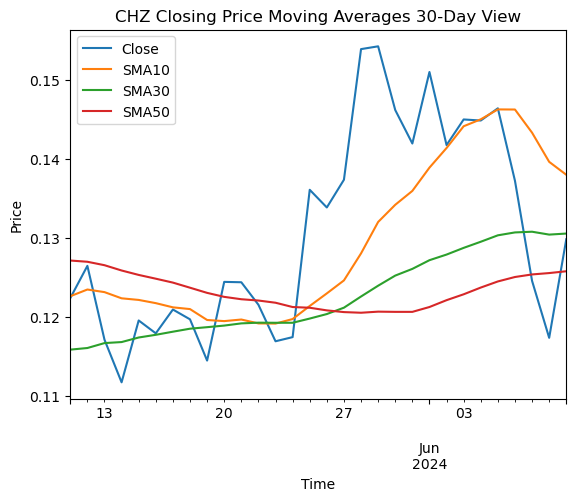 CHZ Closing Price Moving Averages 30-Day View
Close
SMA10
SMA30
SMA50
0.15
0.14
0.13
0.12
0.11
Price
13 20 27 03
Jun
2024
Time